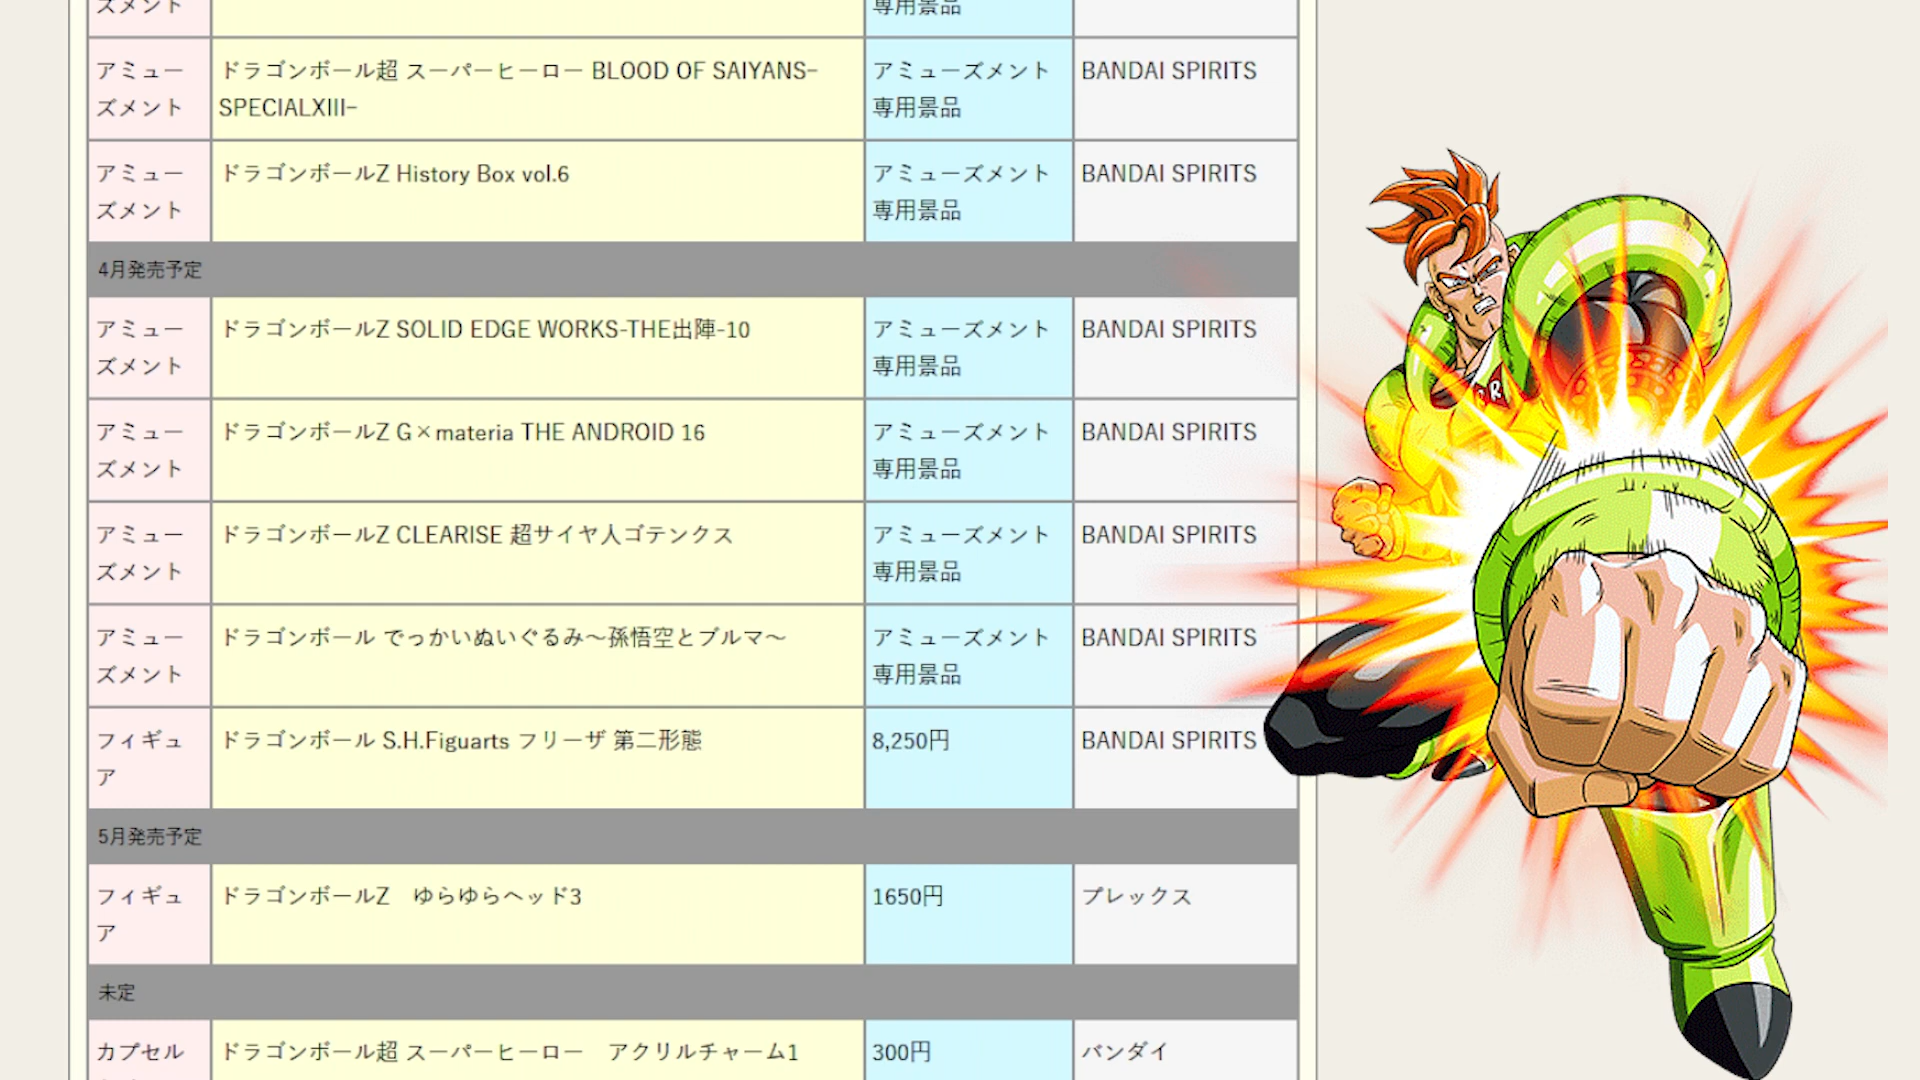 ズメント
専用景品
アミュー
ズメント
ドラゴンボール超 スーパーヒーロー BLOOD OF SAIYANS-
SPECIALXIII-
アミューズメント
専用景品
BANDAI SPIRITS
アミュー
ズメント
ドラゴンボールZ History Box vol.6
アミューズメント
専用景品
BANDAI SPIRITS
4月発売予定
アミュー
ズメント
ドラゴンボールZ SOLID EDGE WORKS-THE出陣-10
アミューズメント
専用景品
BANDAI SPIRITS
アミュー
ズメント
ドラゴンボールZ G×materia THE ANDROID 16
アミューズメント
専用景品
BANDAI SPIRITS
アミュー
ズメント
ドラゴンボールZ CLEARISE 超サイヤ人ゴテンクス
アミューズメント
専用景品
BANDAI SPIRITS
アミュー
ズメント
ドラゴンボール でっかいぬいぐるみ～孫悟空とブルマ～
アミューズメント
専用景品
BANDAI SPIRITS
フィギュ
ア
ドラゴンボール S.H.Figuarts フリーザ 第二形態
8,250円
BANDAI SPIRITS
5月発売予定
フィギュ
ア
ドラゴンボールZ　ゆらゆらヘッド3
1650円
プレックス
未定
カプセル
ドラゴンボール超 スーパーヒーロー　アクリルチャーム1
300円
バンダイ